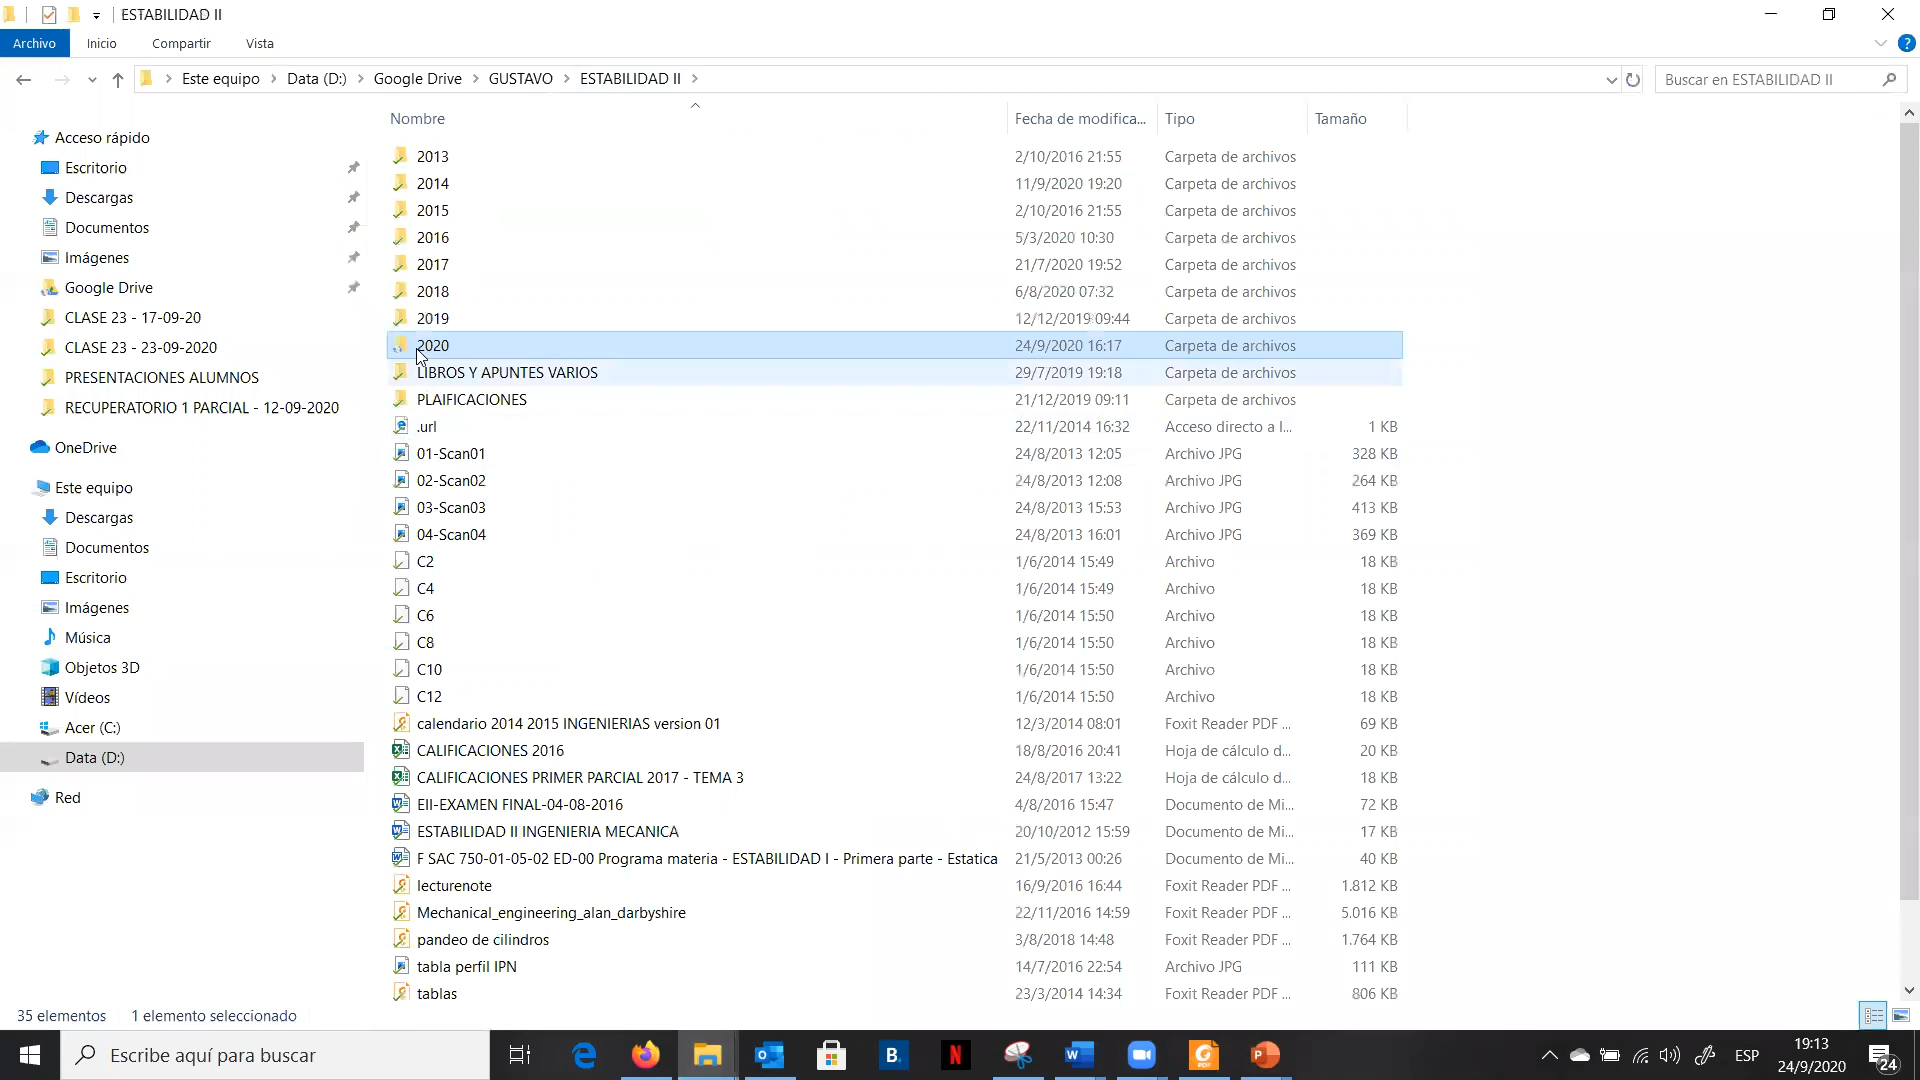 ESTABILIDAD II
Archivo Inicio Compartir Vista
Este equipo Data (D:) Google Drive GUSTAVO ESTABILIDAD II Buscar en ESTABILIDAD II
Nombre Fecha de modifica... Tipo Tamaño
Acceso rápido
Escritorio
Descargas
Documentos
Imágenes
Google Drive
CLASE 23 - 17-09-20
CLASE 23 - 23-09-2020
PRESENTACIONES ALUMNOS
RECUPERATORIO 1 PARCIAL - 12-09-2020
OneDrive
Este equipo
Descargas
Documentos
Escritorio
Imágenes
Música
Objetos 3D
Vídeos
Acer (C:)
Data (D:)
Red
2013 2/10/2016 21:55 Carpeta de archivos
2014 11/9/2020 19:20 Carpeta de archivos
2015 2/10/2016 21:55 Carpeta de archivos
2016 5/3/2020 10:30 Carpeta de archivos
2017 21/7/2020 19:52 Carpeta de archivos
2018 6/8/2020 07:32 Carpeta de archivos
2019 12/12/2019 09:44 Carpeta de archivos
2020 24/9/2020 16:17 Carpeta de archivos
LIBROS Y APUNTES VARIOS 29/7/2019 19:18 Carpeta de archivos
PLAIFICACIONES 21/12/2019 09:11 Carpeta de archivos
.url 22/11/2014 16:32 Acceso directo a I... 1 KB
01-Scan01 24/8/2013 12:05 Archivo JPG 328 KB
02-Scan02 24/8/2013 12:08 Archivo JPG 264 KB
03-Scan03 24/8/2013 15:53 Archivo JPG 413 KB
04-Scan04 24/8/2013 16:01 Archivo JPG 369 KB
C2 1/6/2014 15:49 Archivo 18 KB
C4 1/6/2014 15:49 Archivo 18 KB
C6 1/6/2014 15:50 Archivo 18 KB
C8 1/6/2014 15:50 Archivo 18 KB
C10 1/6/2014 15:50 Archivo 18 KB
C12 1/6/2014 15:50 Archivo 18 KB
calendario 2014 2015 INGENIERIAS version 01 12/3/2014 08:01 Foxit Reader PDF ... 69 KB
CALIFICACIONES 2016 18/8/2016 20:41 Hoja de cálculo d... 20 KB
CALIFICACIONES PRIMER PARCIAL 2017 - TEMA 3 24/8/2017 13:22 Hoja de cálculo d... 18 KB
EII-EXAMEN FINAL-04-08-2016 4/8/2016 15:47 Documento de Mi... 72 KB
ESTABILIDAD II INGENIERIA MECANICA 20/10/2012 15:59 Documento de Mi... 17 KB
F SAC 750-01-05-02 ED-00 Programa materia - ESTABILIDAD I - Primera parte - Estatica 21/5/2013 00:26 Documento de Mi... 40 KB
lecturenote 16/9/2016 16:44 Foxit Reader PDF ... 1.812 KB
Mechanical_engineering_alan_darbyshire 22/11/2016 14:59 Foxit Reader PDF ... 5.016 KB
pandeo de cilindros 3/8/2018 14:48 Foxit Reader PDF ... 1.764 KB
tabla perfil IPN 14/7/2016 22:54 Archivo JPG 111 KB
tablas 23/3/2014 14:34 Foxit Reader PDF ... 806 KB
35 elementos 1 elemento seleccionado
Escribe aquí para buscar ESP 19:13
24/9/2020 24